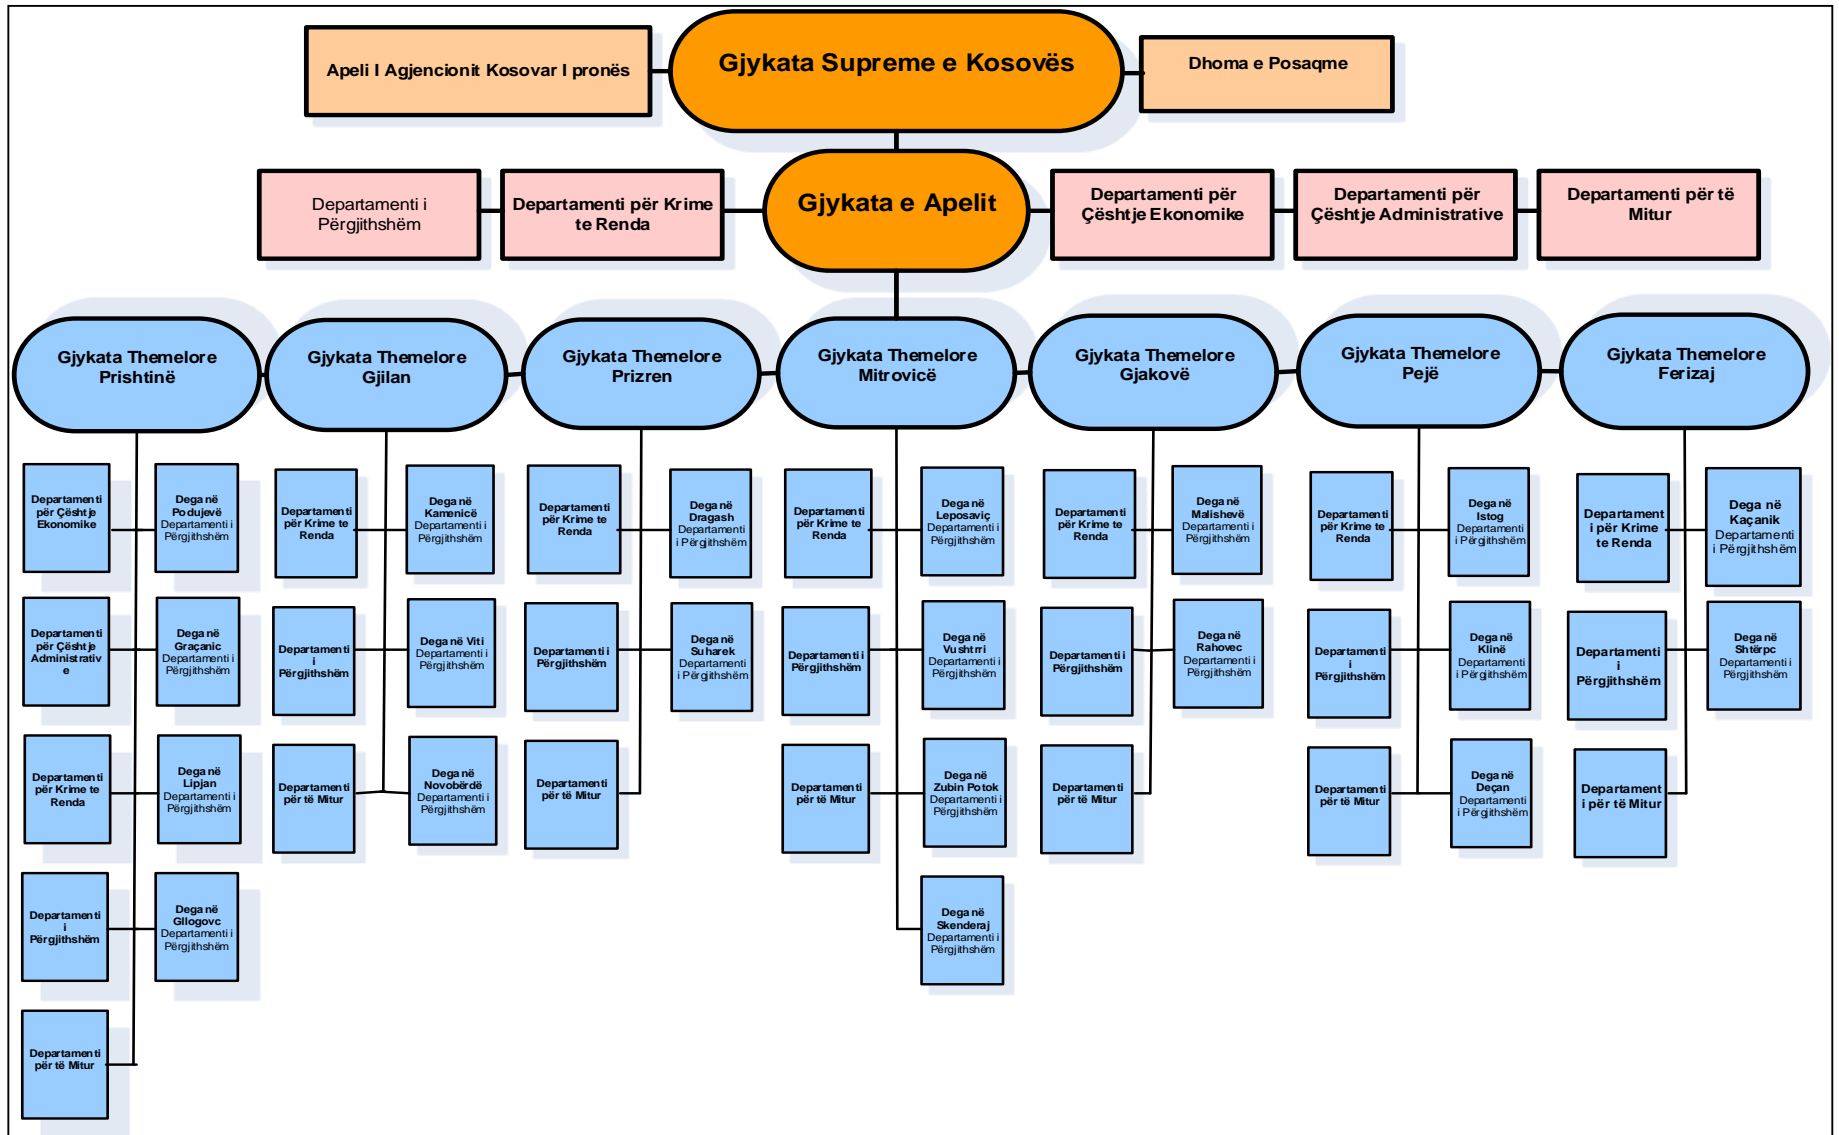 Apeli I Agjencionit Kosovar I pronës
Gjykata Supreme e Kosovës
Dhoma e Posaqme
Departamenti i
Përgjithshëm
Departamenti për Krime
te Renda
Gjykata e Apelit
Departamenti për
Çështje Ekonomike
Departamenti për
Çështje Administrative
Departamenti për të
Mitur
Gjykata Themelore
Prishtinë
Gjykata Themelore
Gjilan
Gjykata Themelore
Prizren
Gjykata Themelore
Mitrovicë
Gjykata Themelore
Gjakovë
Gjykata Themelore
Pejë
Gjykata Themelore
Ferizaj
Departamenti
për Çështje
Ekonomike
Dega në
Podujevë
Departamenti i
Përgjithshëm
Departamenti
për Krime te
Renda
Dega në
Kamenicë
Departamenti i
Përgjithshëm
Departamenti
për Krime te
Renda
Dega në
Dragash
Departamenti
i Përgjithshëm
Departamenti
për Krime te
Renda
Dega në
Leposaviç
Departamenti i
Përgjithshëm
Departamenti
për Krime te
Renda
Dega në
Malishevë
Departamenti i
Përgjithshëm
Departamenti
për Krime te
Renda
Dega në
Istog
Departamenti i
Përgjithshëm
Departament
i për Krime
te Renda
Dega në
Kaçanik
Departamenti
i Përgjithshëm
Departamenti
për Çështje
Administrativ
e
Dega në
Graçanic
Departamenti i
Përgjithshëm
Departamenti
i
Përgjithshëm
Dega në Viti
Departamenti i
Përgjithshëm
Departamenti i
Përgjithshëm
Dega në
Suharek
Departamenti
i Përgjithshëm
Departamenti i
Përgjithshëm
Dega në
Vushtrri
Departamenti i
Përgjithshëm
Departamenti i
Përgjithshëm
Dega në
Rahovec
Departamenti i
Përgjithshëm
Departamenti
i
Përgjithshëm
Dega në
Klinë
Departamenti i
Përgjithshëm
Departamenti
i
Përgjithshëm
Dega në
Shtërpc
Departamenti i
Përgjithshëm
Departamenti
për Krime te
Renda
Dega në
Lipjan
Departamenti i
Përgjithshëm
Departamenti
për të Mitur
Dega në
Novobërdë
Departamenti i
Përgjithshëm
Departamenti
për të Mitur
Departamenti
për të Mitur
Dega në
Zubin Potok
Departamenti i
Përgjithshëm
Departamenti
për të Mitur
Departamenti
për të Mitur
Dega në
Deçan
Departamenti
i Përgjithshëm
Departament
i për të Mitur
Departamenti
i
Përgjithshëm
Dega në
Gllogovc
Departamenti i
Përgjithshëm
Dega në
Skenderaj
Departamenti i
Përgjithshëm
Departamenti
për të Mitur